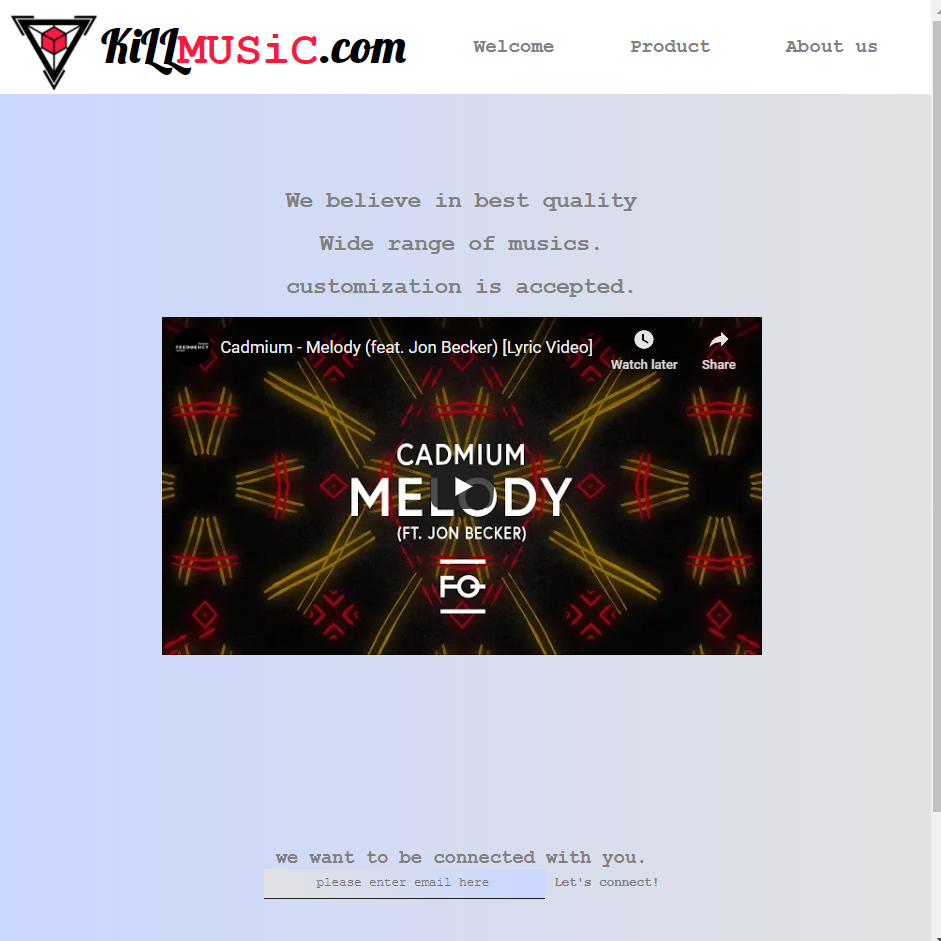 KiLLMUSiC.com
Welcome Product About us
We believe in best quality
Wide range of musics.
customization is accepted.
FREQUENCY
Cadmium - Melody (feat. Jon Becker) [Lyric Video]
Watch later
Share
CADMIUM
MELODY
(FT. JON BECKER)
FQ
we want to be connected with you.
please enter email here Let's connect!